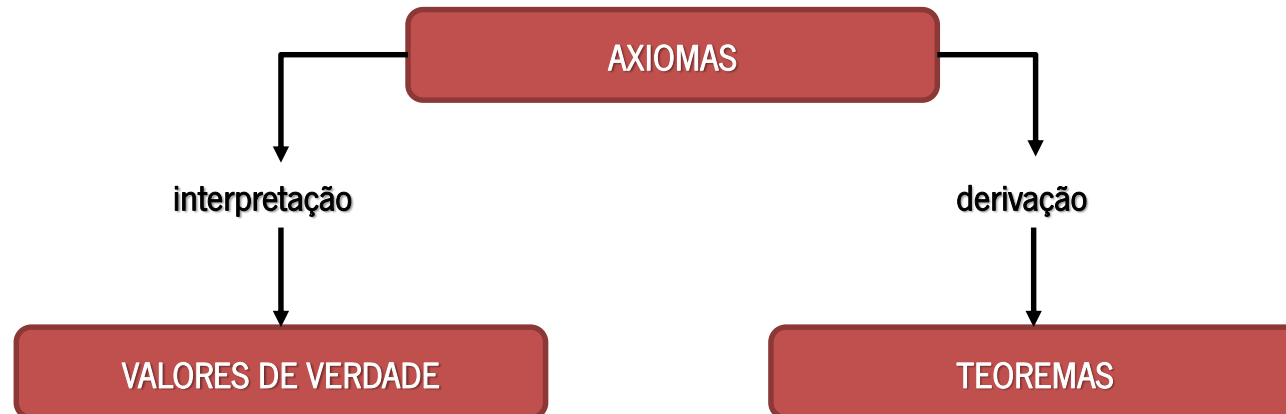 AXIOMAS
interpretação
derivação
VALORES DE VERDADE
TEOREMAS